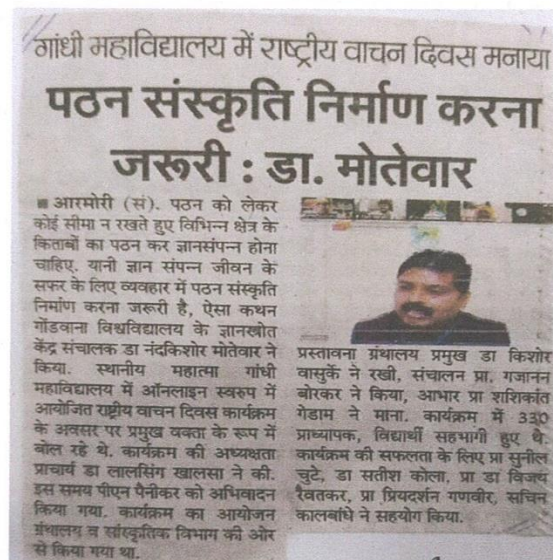 गांधी महाविद्यालय में राष्ट्रीय वाचन दिवस मनाया
पठन संस्कृति निर्माण करना
जरूरी : डा. मोतेवार
■ आरमोरी (सं). पठन को लेकर
कोई सीमा न रखते हुए विभिन्न क्षेत्र के
किताबों का पठन कर ज्ञानसंपन्न होना
चाहिए. यानी ज्ञान संपन्न जीवन के
सफर के लिए व्यवहार में पठन संस्कृति
निर्माण करना जरूरी है, ऐसा कथन
गोंडवाना विश्वविद्यालय के ज्ञानस्त्रोत
केंद्र संचालक डा नंदकिशोर मोतेवार ने
किया. स्थानीय महात्मा गांधी
महाविद्यालय में ऑनलाइन स्वरुप में
आयोजित राष्ट्रीय वाचन दिवस कार्यक्रम
के अवसर पर प्रमुख वक्ता के रूप में
बोल रहे थे. कार्यक्रम की अध्यक्षता
प्राचार्य डा लालसिंग खालसा ने की.
इस समय पीएन पैनीकर को अभिवादन
किया गया. कार्यक्रम का आयोजन
ग्रंथालय व सांस्कृतिक विभाग की ओर
से किया गया था.
प्रस्तावना ग्रंथालय प्रमुख डा किशोर
वासुर्के ने रखी, संचालन प्रा. गजानन
बोरकर ने किया, आभार प्रा शशिकांत
गेडाम ने माना. कार्यक्रम में 330
प्राध्यापक, विद्यार्थी सहभागी हुए थे.
कार्यक्रम की सफलता के लिए प्रा सुनील
चुटे, डा सतीश कोला, प्रा डा विजय
रैवतकर, प्रा प्रियदर्शन गणवीर, सचिन
कालबांधे ने सहयोग किया.